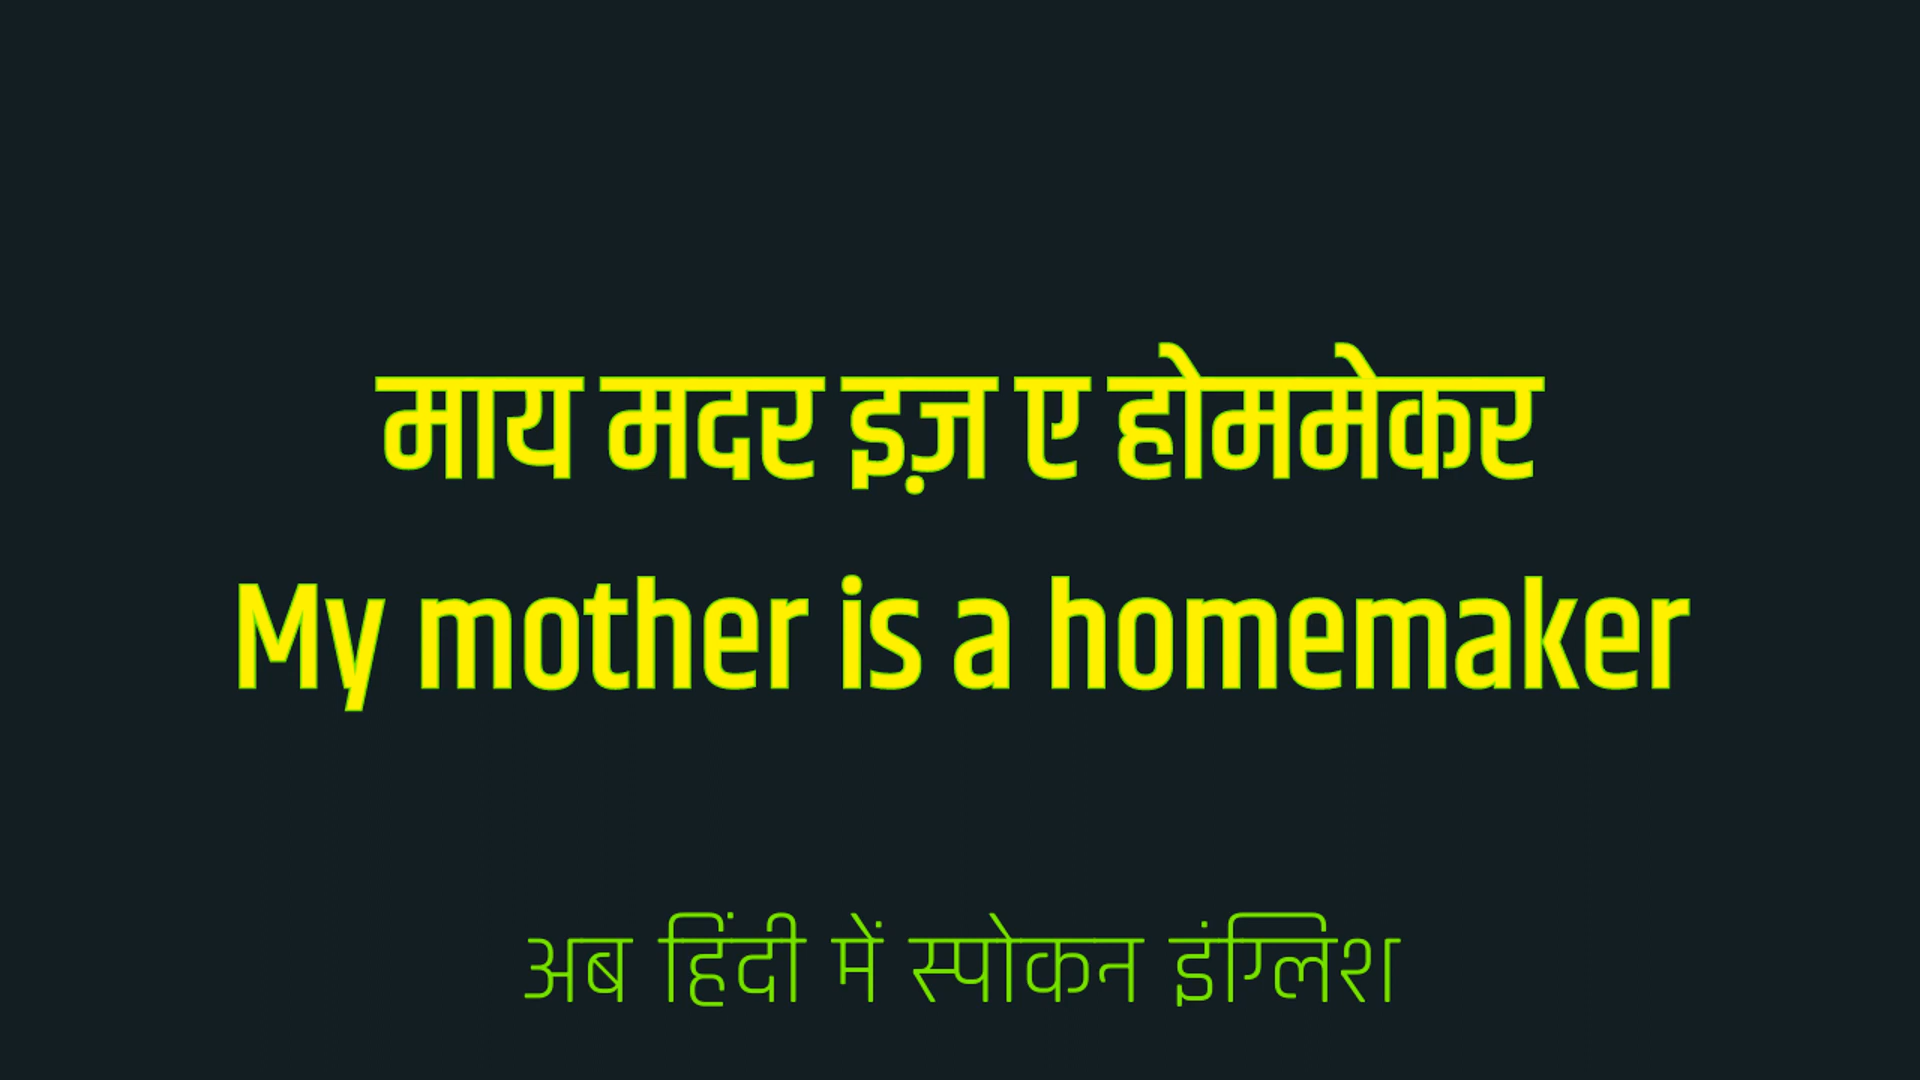 माय मदर इज़ ए होममेकर
My mother is a homemaker
अब हिंदी में स्पोकन इंग्लिश